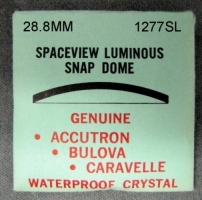 28.8MM 1277SL
SPACEVIEW LUMINOUS
SNAP DOME
GENUINE
• ACCUTRON
• BULOVA
• CARAVELLE
WATERPROOF CRYSTAL